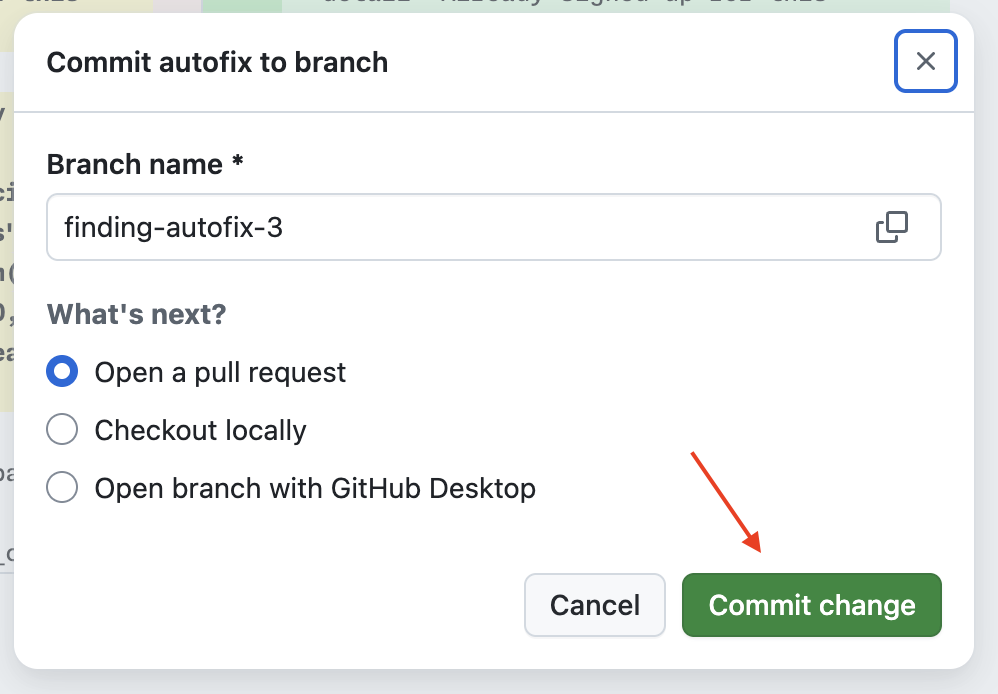 Commit autofix to branch
Branch name *
finding-autofix-3
What's next?
Open a pull request
Checkout locally
Open branch with GitHub Desktop
Cancel
Commit change